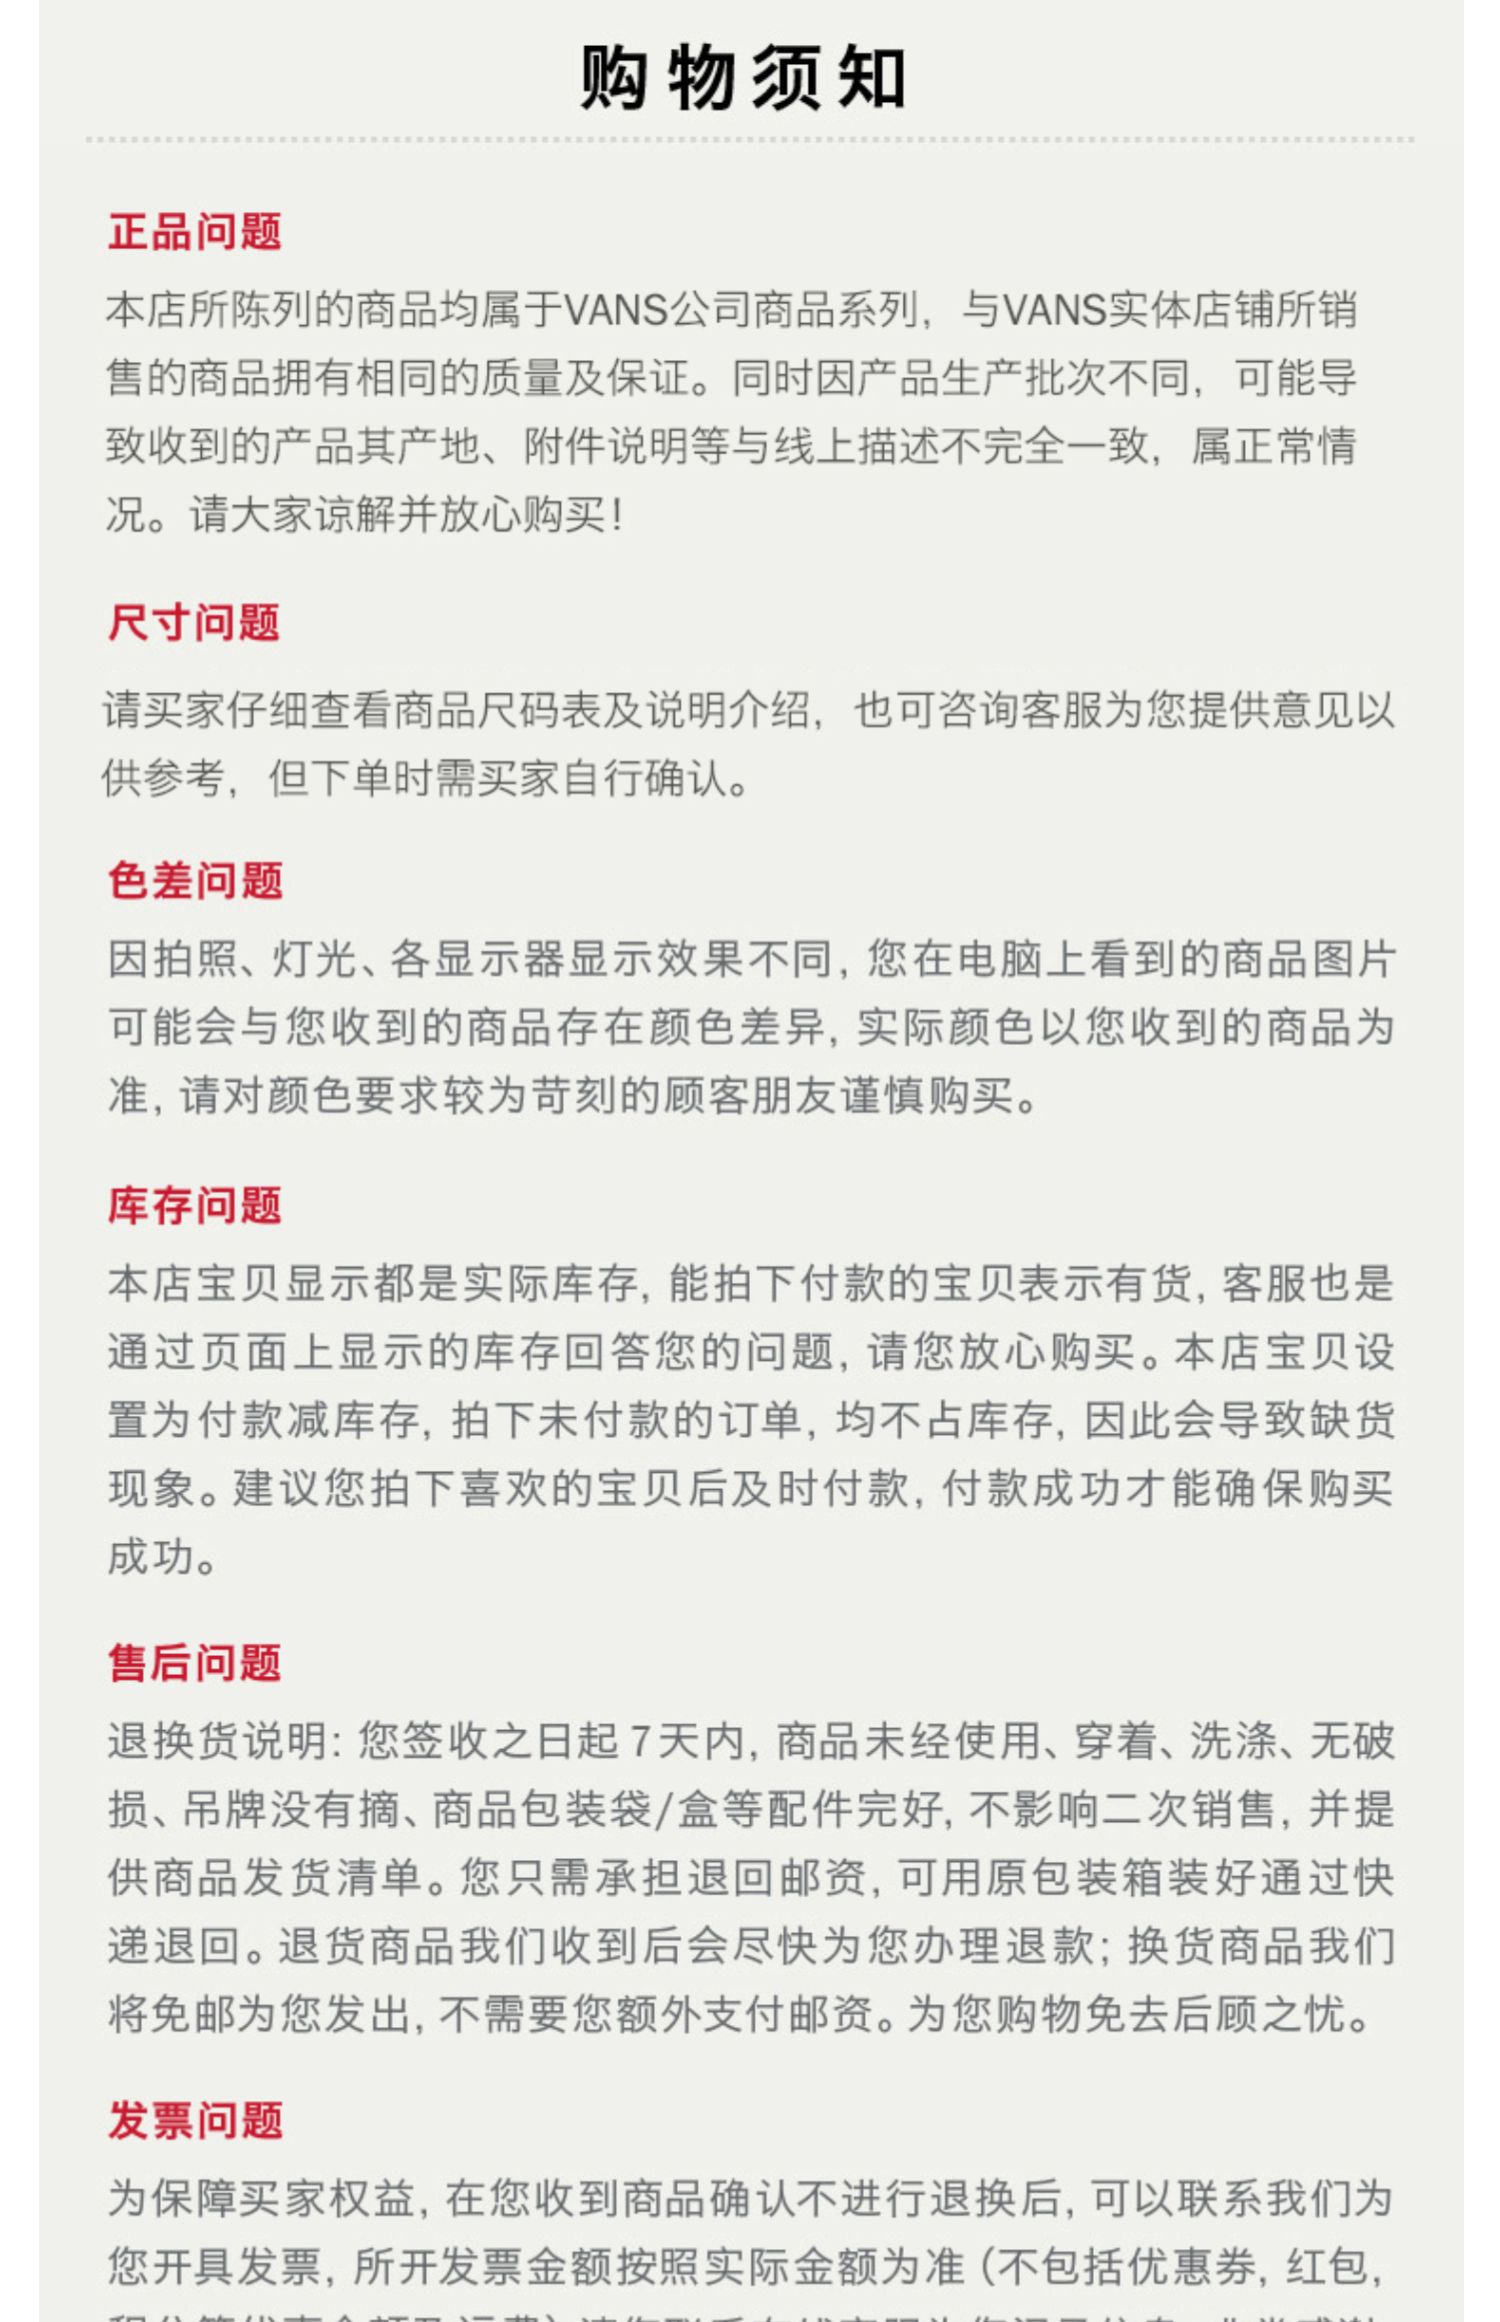 购物须知
正品问题
本店所陈列的商品均属于VANS公司商品系列，与VANS实体店铺所销
售的商品拥有相同的质量及保证。同时因产品生产批次不同，可能导
致收到的产品其产地、附件说明等与线上描述不完全一致，属正常情
况。请大家谅解并放心购买！
尺寸问题
请买家仔细查看商品尺码表及说明介绍，也可咨询客服为您提供意见以
供参考，但下单时需买家自行确认。
色差问题
因拍照、灯光、各显示器显示效果不同，您在电脑上看到的商品图片
可能会与您收到的商品存在颜色差异，实际颜色以您收到的商品为
准，请对颜色要求较为苛刻的顾客朋友谨慎购买。
库存问题
本店宝贝显示都是实际库存，能拍下付款的宝贝表示有货，客服也是
通过页面上显示的库存回答您的问题，请您放心购买。本店宝贝设
置为付款减库存，拍下未付款的订单，均不占库存，因此会导致缺货
现象。建议您拍下喜欢的宝贝后及时付款，付款成功才能确保购买
成功。
售后问题
退换货说明：您签收之日起7天内，商品未经使用、穿着、洗涤、无破
损、吊牌没有摘、商品包装袋/盒等配件完好，不影响二次销售，并提
供商品发货清单。您只需承担退回邮资，可用原包装箱装好通过快
递退回。退货商品我们收到后会尽快为您办理退款；换货商品我们
将免邮为您发出，不需要您额外支付邮资。为您购物免去后顾之忧。
发票问题
为保障买家权益，在您收到商品确认不进行退换后，可以联系我们为
您开具发票，所开发票金额按照实际金额为准（不包括优惠券，红包，